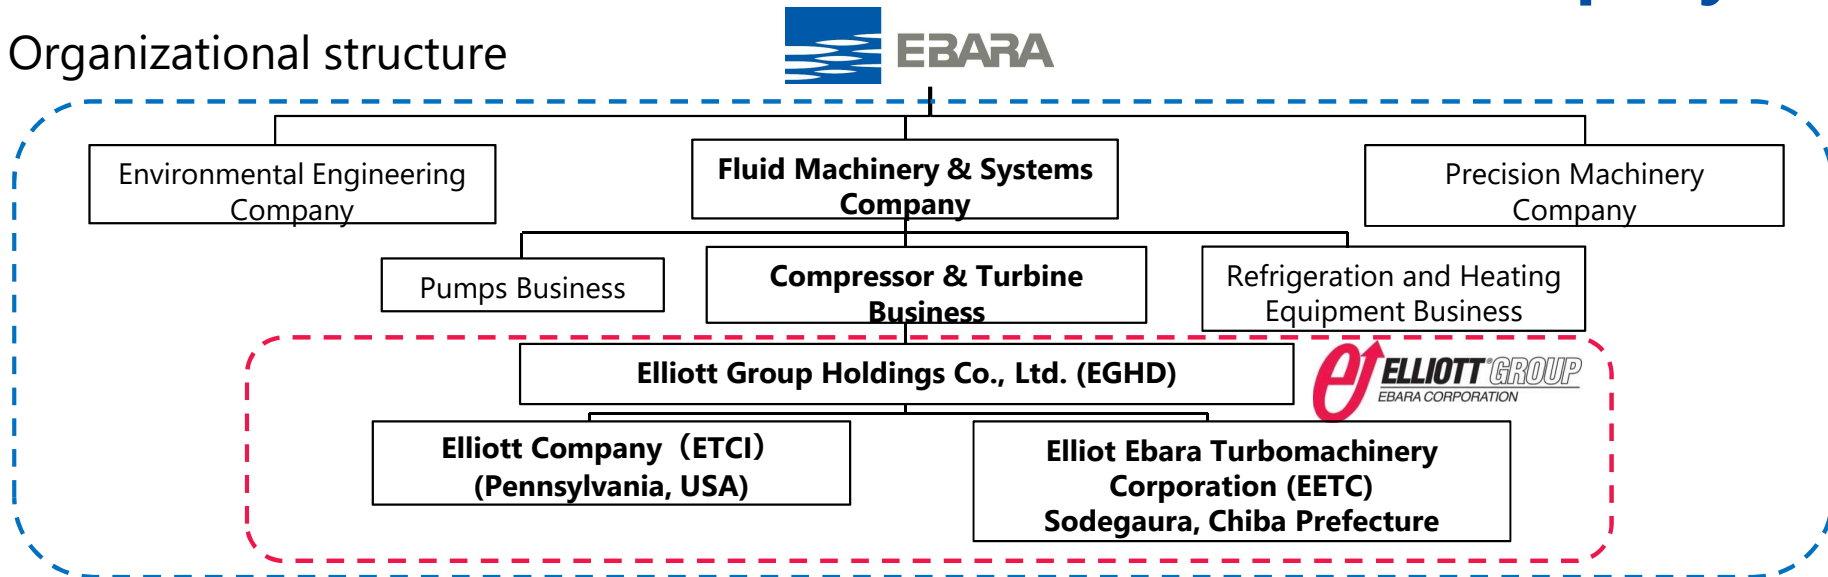 Organizational structure
EBARA
Environmental Engineering
Company
Fluid Machinery & Systems
Company
Precision Machinery
Company
Pumps Business
Compressor & Turbine
Business
Refrigeration and Heating
Equipment Business
Elliott Group Holdings Co., Ltd. (EGHD)
ELLIOTT® GROUP
EBARA CORPORATION
Elliott Company（ETCI）
(Pennsylvania, USA)
Elliot Ebara Turbomachinery
Corporation (EETC)
Sodegaura, Chiba Prefecture